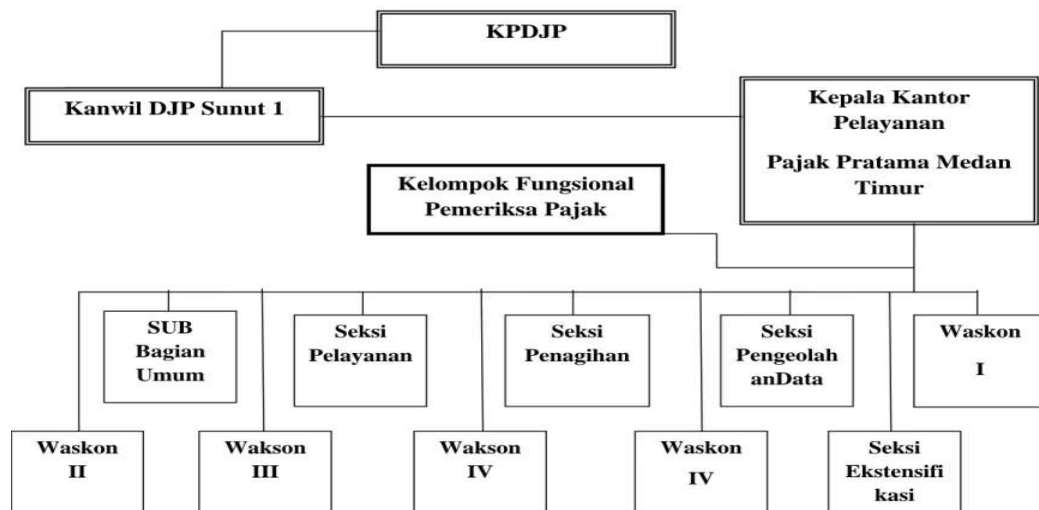 KPDJP
Kanwil DJP Sunut 1
Kepala Kantor
Pelayanan
Pajak Pratama Medan
Timur
Kelompok Fungsional
Pemeriksa Pajak
SUB
Bagian
Umum
Seksi
Pelayanan
Seksi
Penagihan
Seksi
Pengeolah
anData
Waskon
I
Waskon
II
Wakson
III
Wakson
IV
Waskon
IV
Seksi
Ekstensifi
kasi